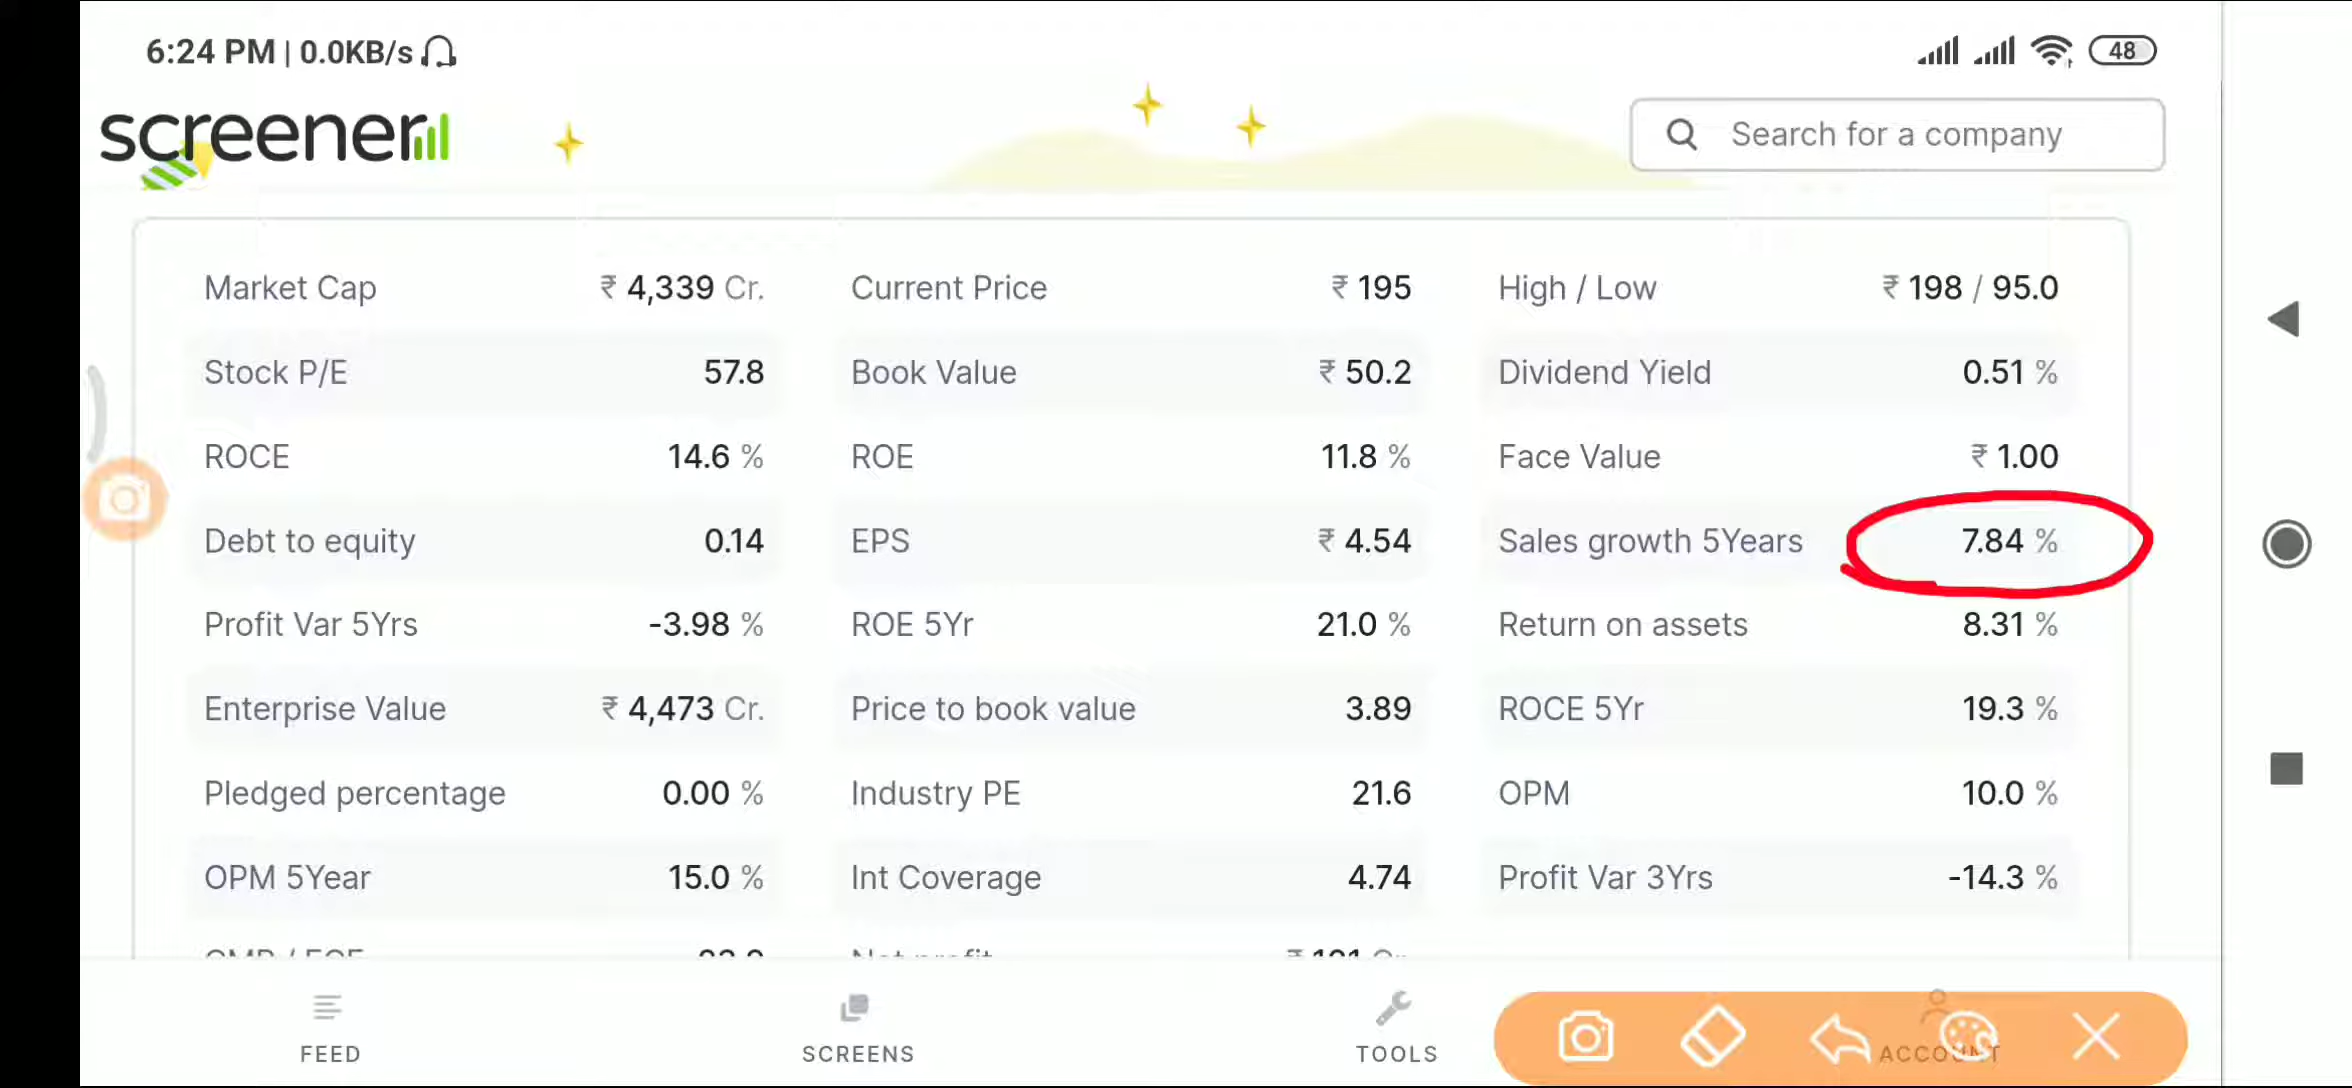 6:24 PM | 0.0KB/s
48
screener
Search for a company
Market Cap ₹ 4,339 Cr. Current Price ₹ 195 High / Low ₹ 198 / 95.0
Stock P/E 57.8 Book Value ₹ 50.2 Dividend Yield 0.51 %
ROCE 14.6 % ROE 11.8 % Face Value ₹ 1.00
Debt to equity 0.14 EPS ₹ 4.54 Sales growth 5Years 7.84 %
Profit Var 5Yrs -3.98 % ROE 5Yr 21.0 % Return on assets 8.31 %
Enterprise Value ₹ 4,473 Cr. Price to book value 3.89 ROCE 5Yr 19.3 %
Pledged percentage 0.00 % Industry PE 21.6 OPM 10.0 %
OPM 5Year 15.0 % Int Coverage 4.74 Profit Var 3Yrs -14.3 %
Net profit
FEED SCREENS TOOLS ACCOUNT